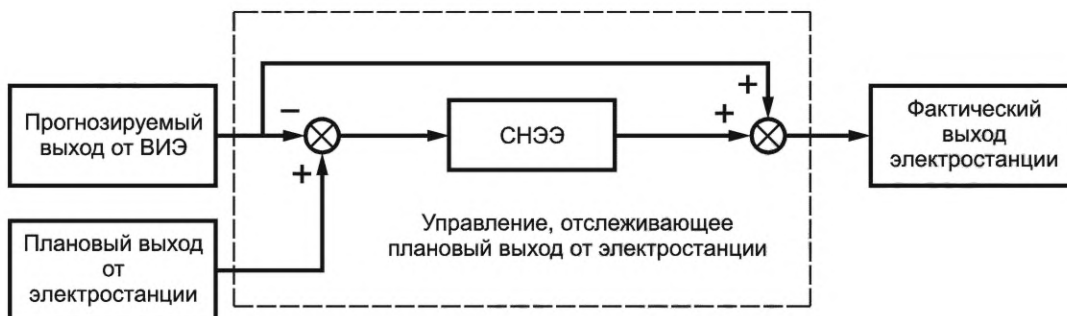 Прогнозируемый
выход от ВИЭ
Плановый выход
от
электростанции
−
+
СНЭЭ
+
+
Управление, отслеживающее
плановый выход от электростанции
Фактический
выход
электростанции